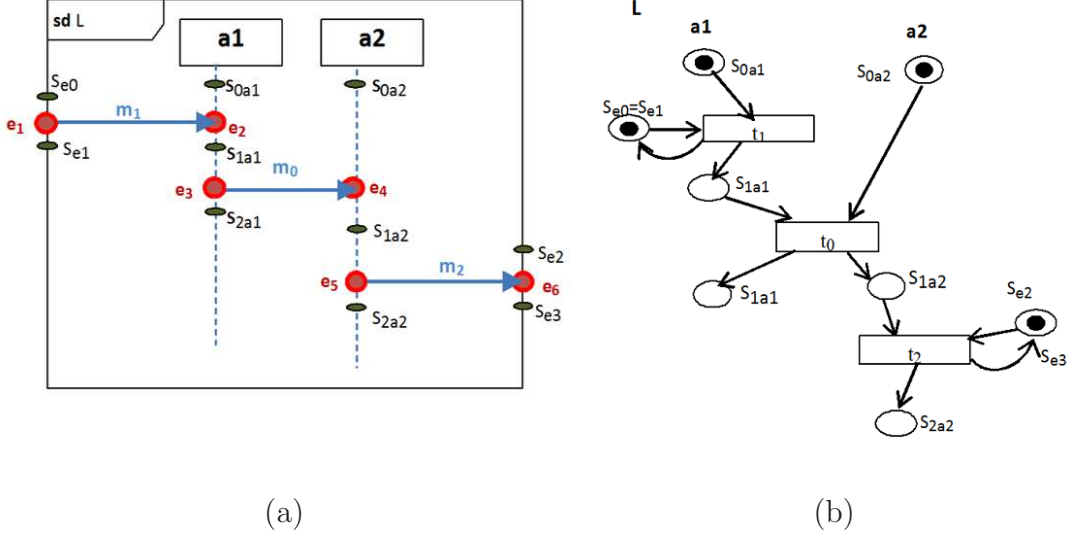 sd L
a1
a2
Se0
S0a1
S0a2
e1
m1
e2
Se1
S1a1
e3
m0
e4
S2a1
S1a2
Se2
e5
m2
e6
S2a2
Se3
(a)
L
a1
a2
S0a1
S0a2
Se0=Se1
t1
S1a1
t0
S1a1
S1a2
Se2
t2
Se3
S2a2
(b)